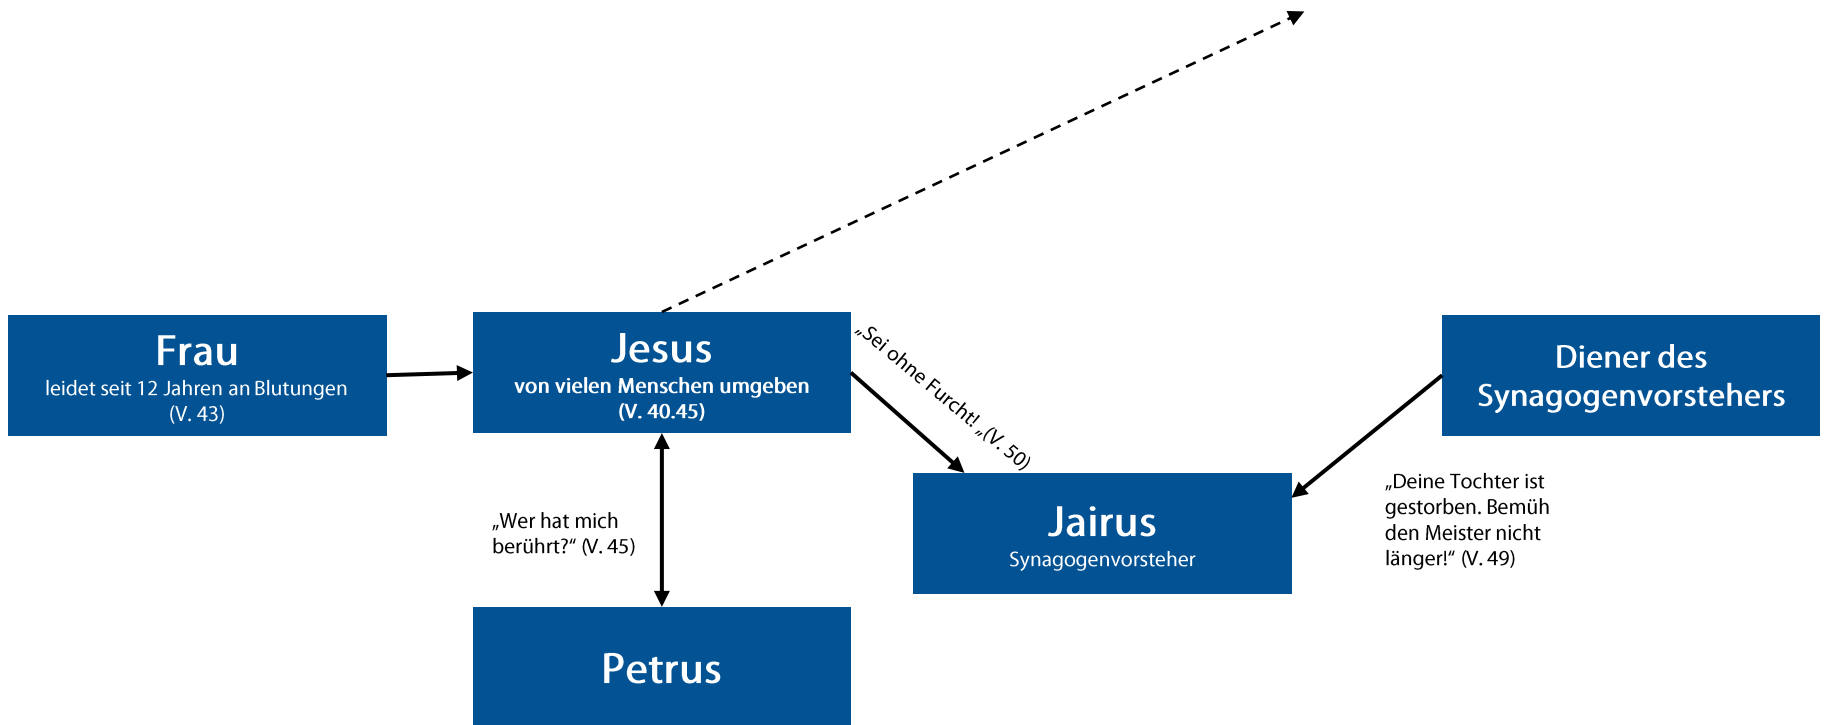 Frau
leidet seit 12 Jahren an Blutungen
(V. 43)
Jesus
von vielen Menschen umgeben
(V. 40.45)
„Sei ohne Furcht! „(V. 50)
Diener des
Synagogenvorstehers
„Wer hat mich
berührt?“ (V. 45)
Jairus
Synagogenvorsteher
„Deine Tochter ist
gestorben. Bemüh
den Meister nicht
länger!“ (V. 49)
Petrus